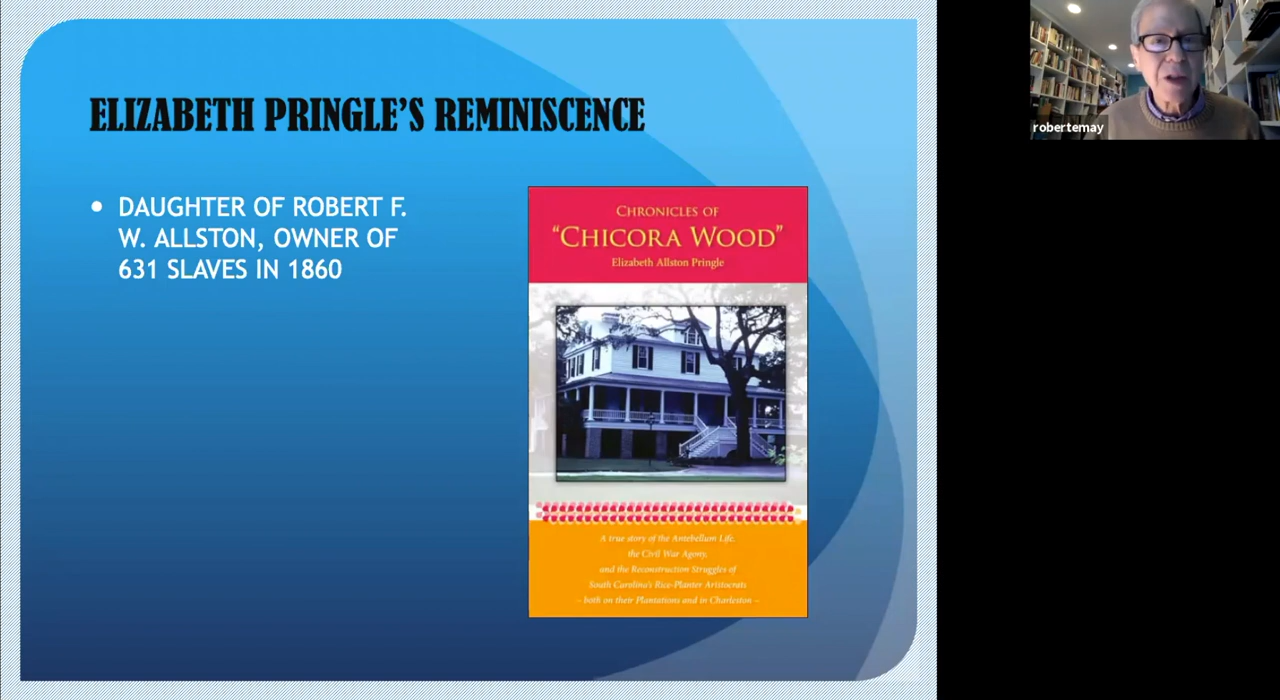 ELIZABETH PRINGLE'S REMINISCENCE
• DAUGHTER OF ROBERT F.
W. ALLSTON, OWNER OF
631 SLAVES IN 1860
CHRONICLES OF
"CHICORA WOOD"
Elizabeth Allston Pringle
A true story of the Antebellum Life,
the Civil War Agony,
and the Reconstruction Struggles of
South Carolina's Rice-Planter Aristocrats
– both on their Plantations and in Charleston –
robertemay